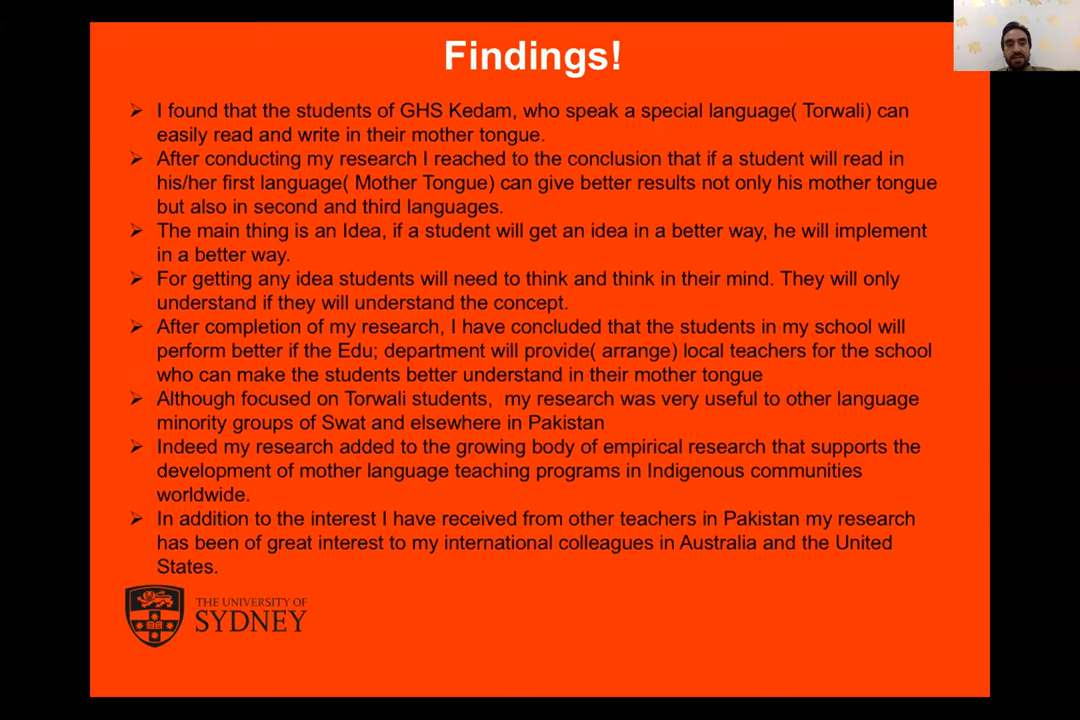 Findings!
➢ I found that the students of GHS Kedam, who speak a special language( Torwali) can
easily read and write in their mother tongue.
➢ After conducting my research I reached to the conclusion that if a student will read in
his/her first language( Mother Tongue) can give better results not only his mother tongue
but also in second and third languages.
➢ The main thing is an Idea, if a student will get an idea in a better way, he will implement
in a better way.
➢ For getting any idea students will need to think and think in their mind. They will only
understand if they will understand the concept.
➢ After completion of my research, I have concluded that the students in my school will
perform better if the Edu; department will provide( arrange) local teachers for the school
who can make the students better understand in their mother tongue
➢ Although focused on Torwali students,  my research was very useful to other language
minority groups of Swat and elsewhere in Pakistan
➢ Indeed my research added to the growing body of empirical research that supports the
development of mother language teaching programs in Indigenous communities
worldwide.
➢ In addition to the interest I have received from other teachers in Pakistan my research
has been of great interest to my international colleagues in Australia and the United
States.
THE UNIVERSITY OF
SYDNEY